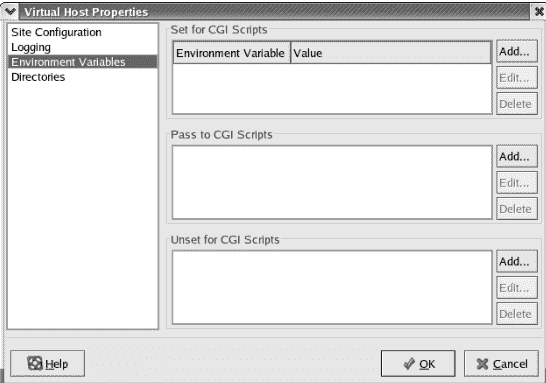 Virtual Host Properties
Site Configuration
Logging
Environment Variables
Directories
Set for CGI Scripts
Environment Variable Value
Add...
Edit...
Delete
Pass to CGI Scripts
Add...
Edit...
Delete
Unset for CGI Scripts
Add...
Edit...
Delete
Help
OK
Cancel